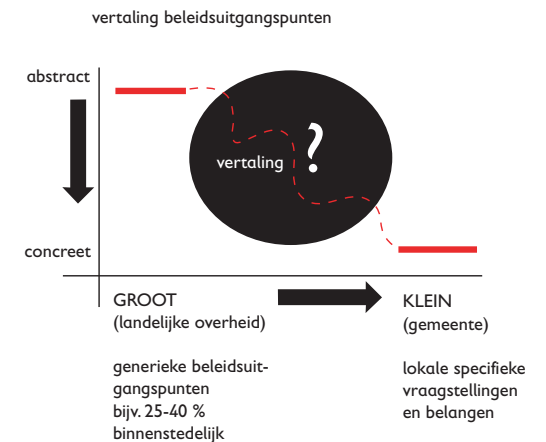 vertaling beleidsuitgangspunten
abstract
vertaling
?
concreet
GROOT
(landelijke overheid)
generieke beleidsuit-
gangspunten
bijv. 25-40 %
binnenstedelijk
KLEIN
(gemeente)
lokale specifieke
vraagstellingen
en belangen